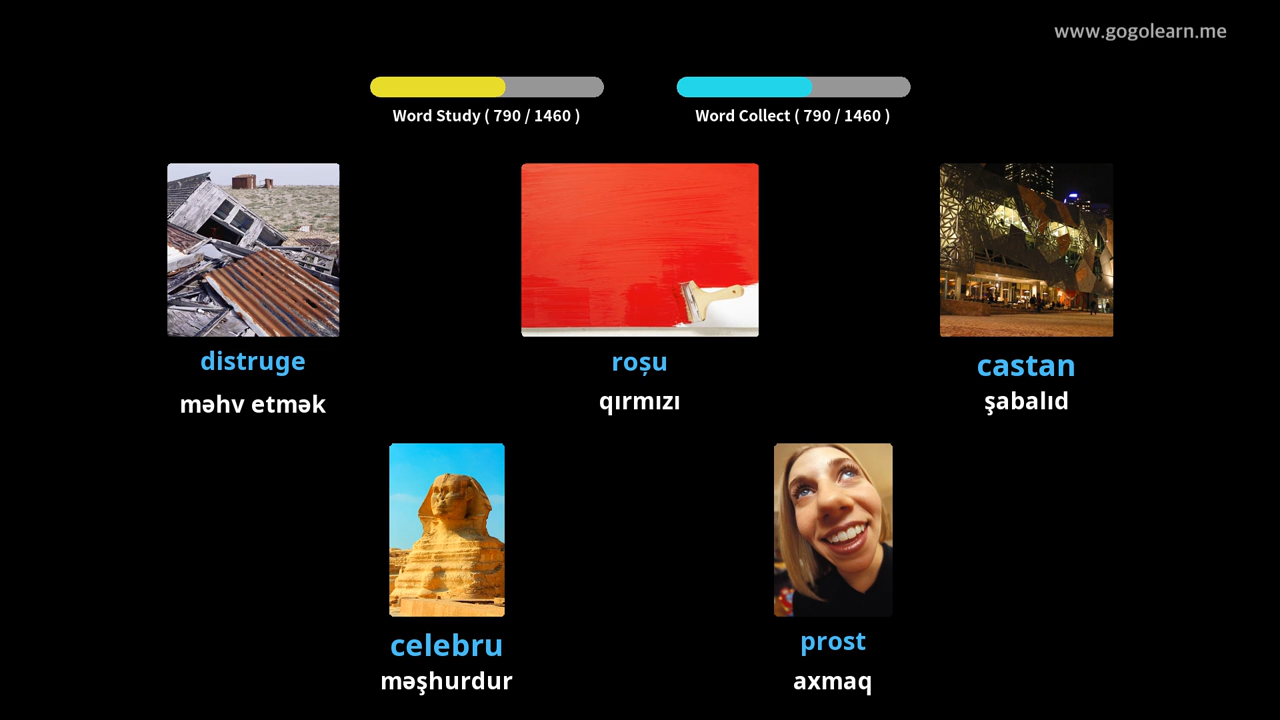 www.gogolearn.me
Word Study ( 790 / 1460 )
Word Collect ( 790 / 1460 )
distruge
roșu
castan
məhv etmək
qırmızı
şabalıd
celebru
prost
məşhurdur
axmaq